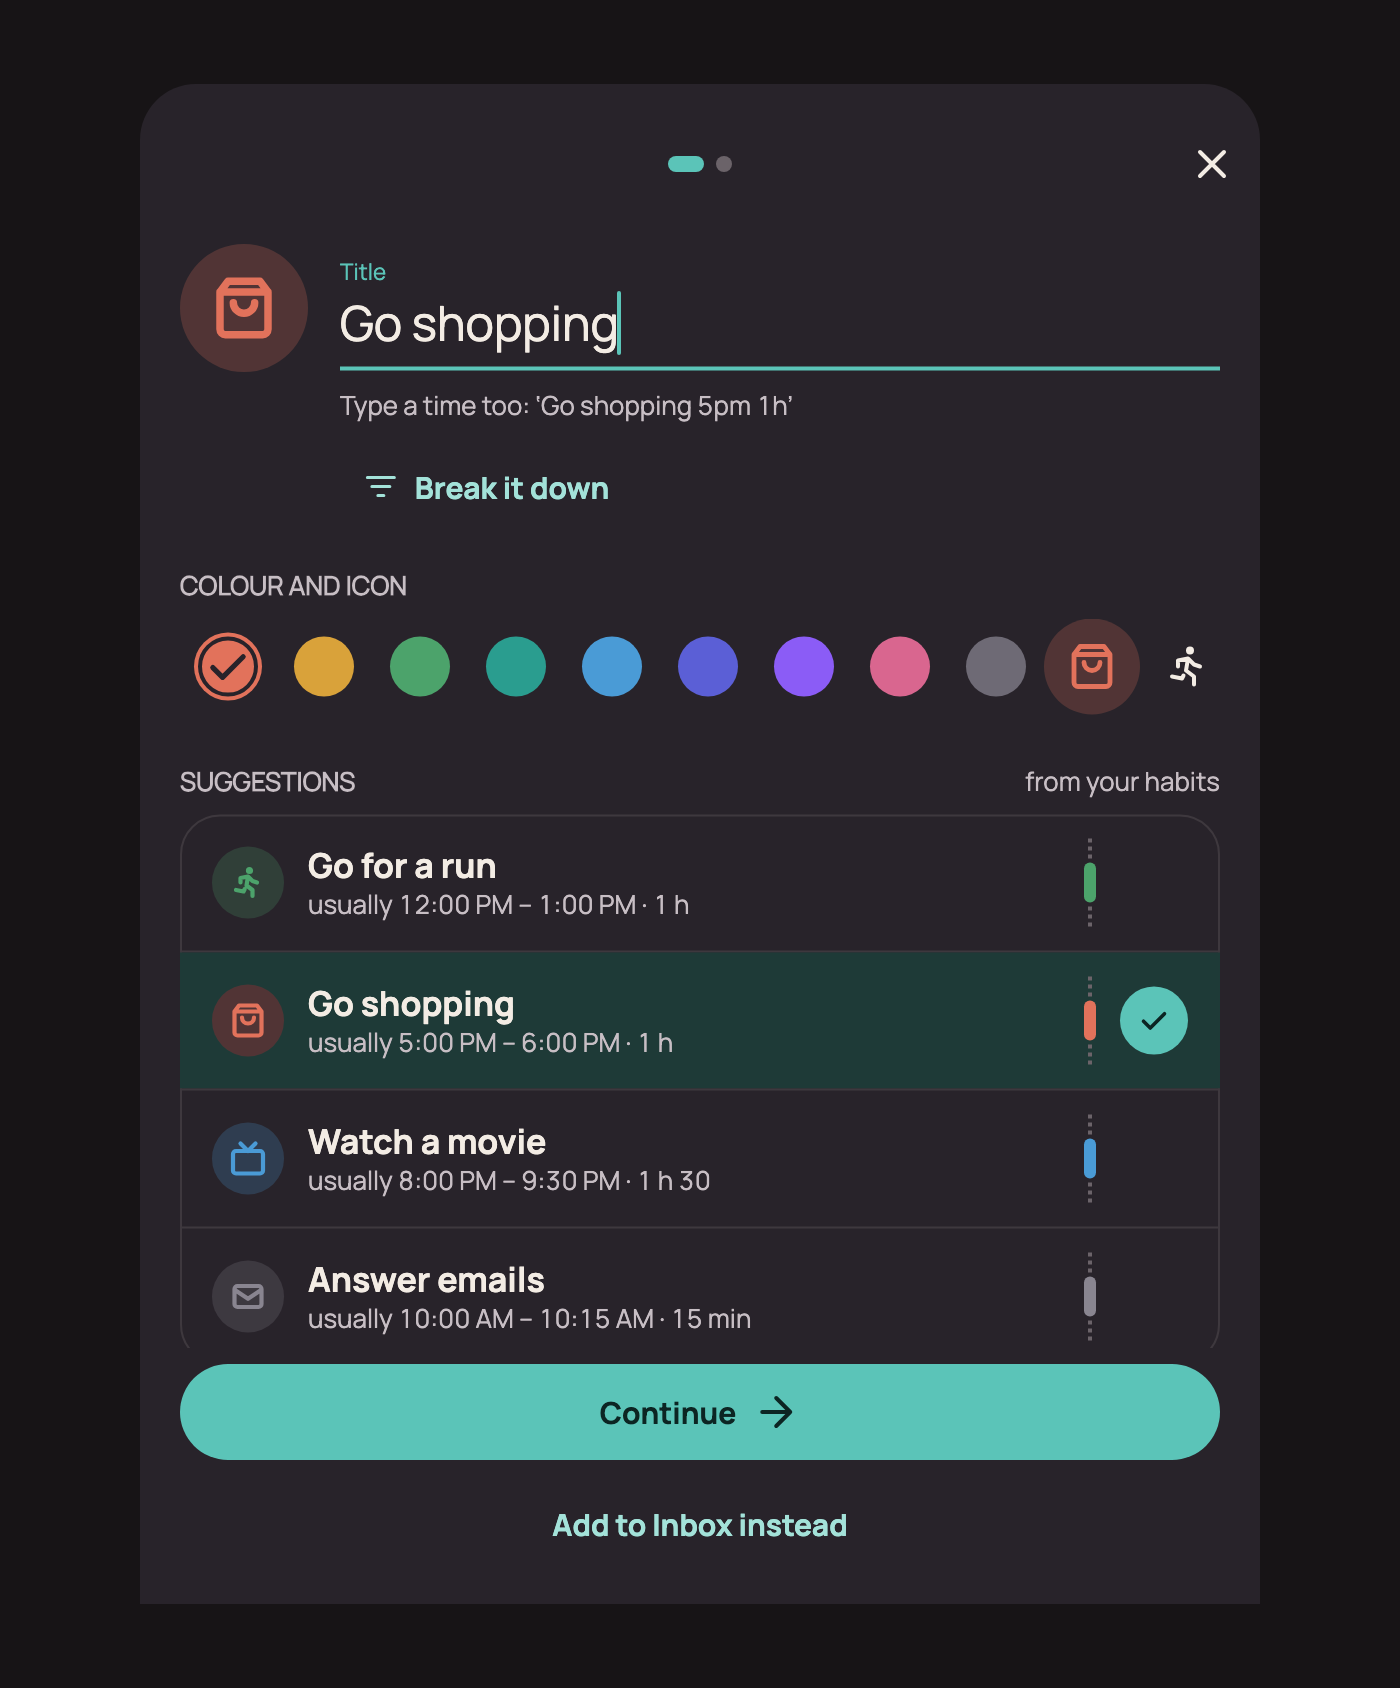 Title
Go shopping
Type a time too: ‘Go shopping 5pm 1h’
Break it down
COLOUR AND ICON
SUGGESTIONS from your habits
Go for a run
usually 12:00 PM – 1:00 PM · 1 h
Go shopping
usually 5:00 PM – 6:00 PM · 1 h
Watch a movie
usually 8:00 PM – 9:30 PM · 1 h 30
Answer emails
usually 10:00 AM – 10:15 AM · 15 min
Continue
Add to Inbox instead